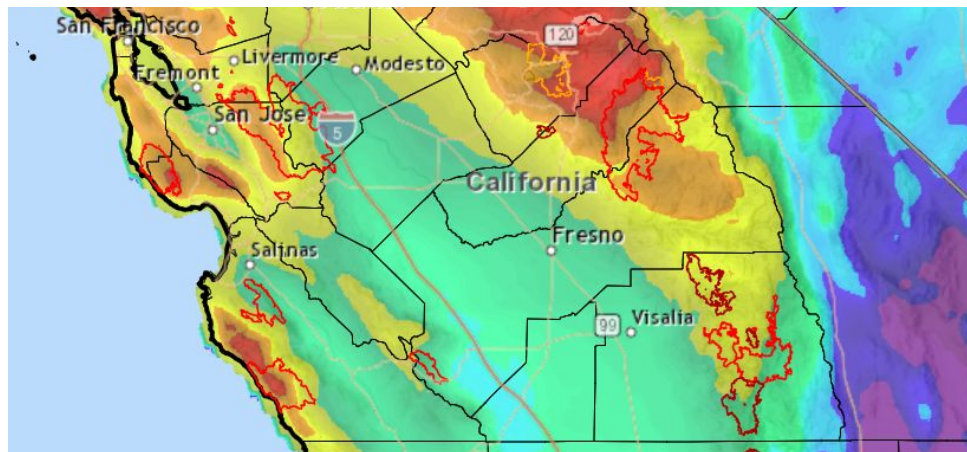 San Francisco
120
Livermore
Modesto
Fremont
San Jose
5
California
Fresno
Salinas
99
Visalia